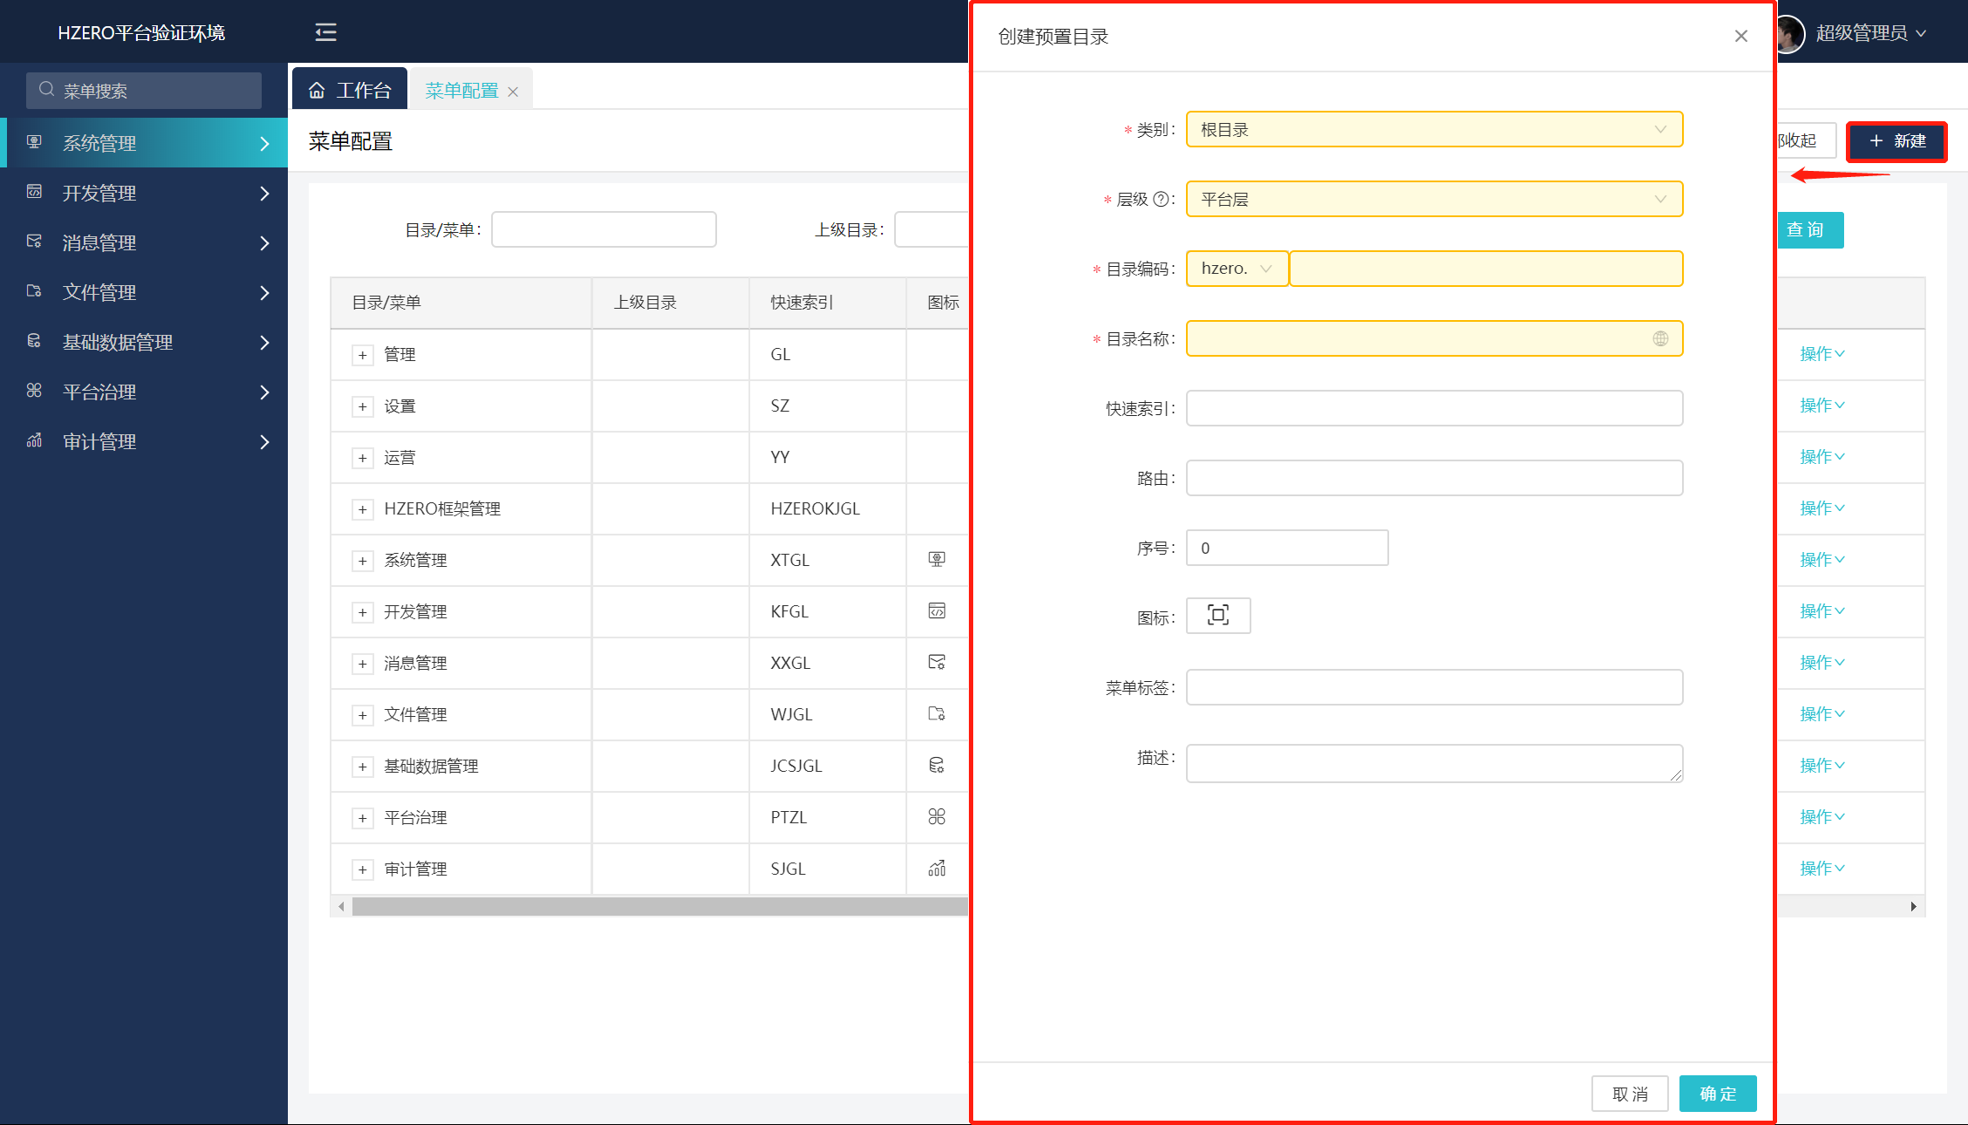 HZERO平台验证环境
超级管理员
菜单搜索
系统管理
开发管理
消息管理
文件管理
基础数据管理
平台治理
审计管理
工作台
菜单配置
菜单配置
收起
+ 新建
目录/菜单:
上级目录:
查询
目录/菜单 上级目录 快速索引 图标
管理 GL 操作
设置 SZ 操作
运营 YY 操作
HZERO框架管理 HZEROKJGL 操作
系统管理 XTGL 操作
开发管理 KFGL 操作
消息管理 XXGL 操作
文件管理 WJGL 操作
基础数据管理 JCSJGL 操作
平台治理 PTZL 操作
审计管理 SJGL 操作
创建预置目录
* 类别: 根目录
* 层级 ?: 平台层
* 目录编码: hzero.
* 目录名称:
快速索引:
路由:
序号: 0
图标:
菜单标签:
描述:
取消 确定